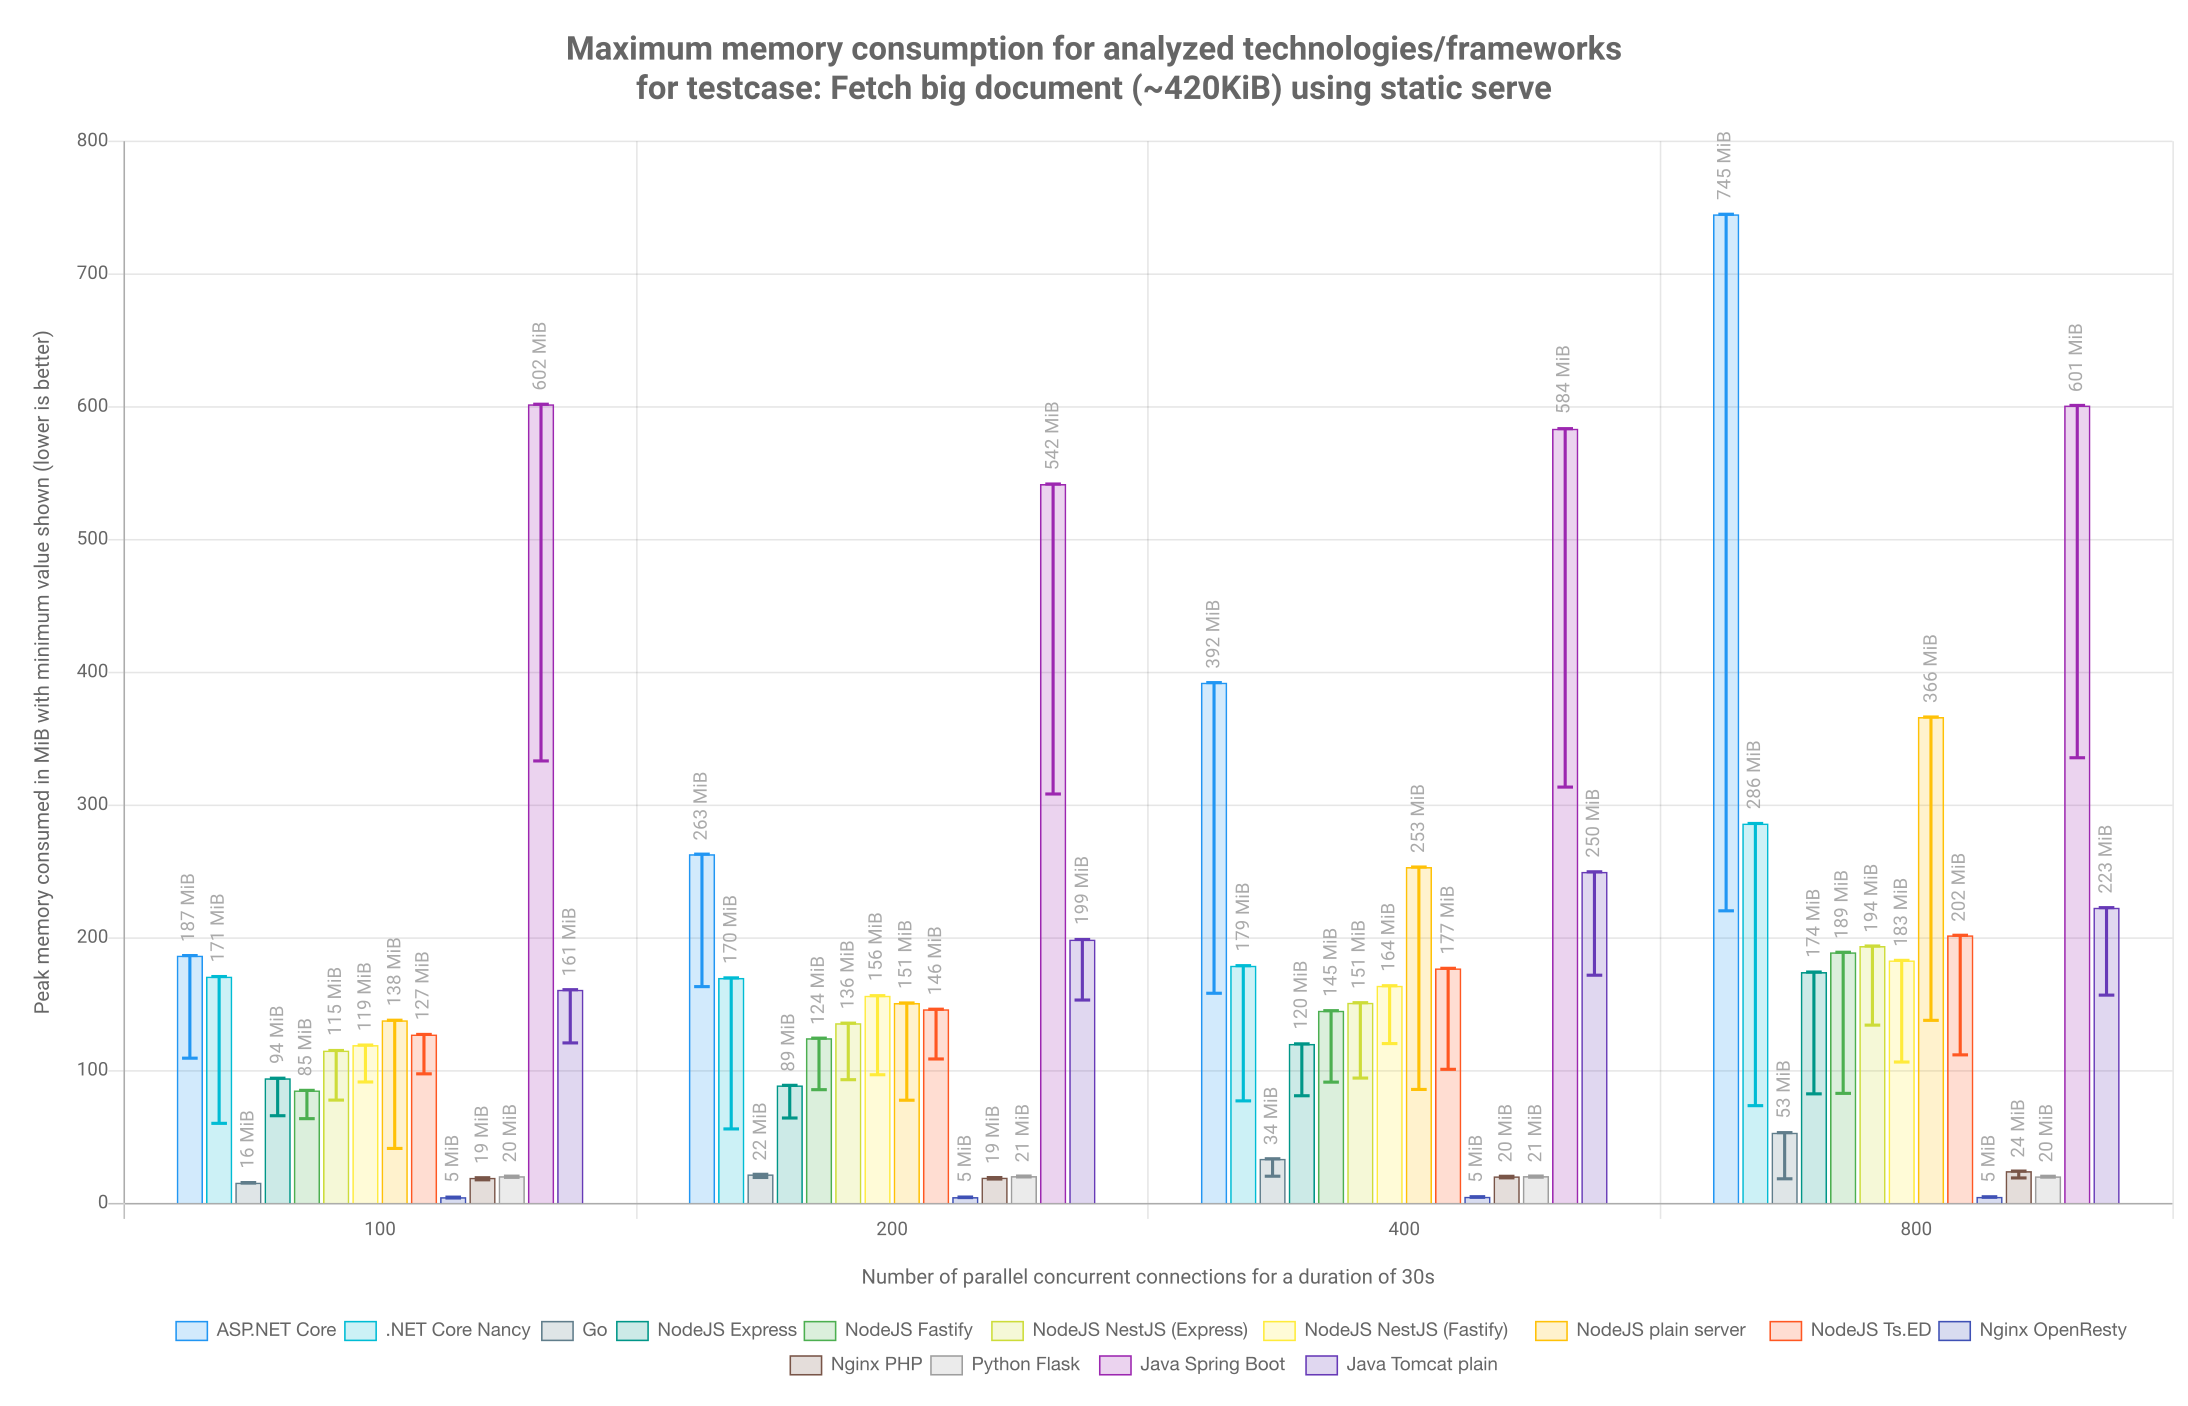 Maximum memory consumption for analyzed technologies/frameworks
for testcase: Fetch big document (~420KiB) using static serve
Peak memory consumed in MiB with minimum value shown (lower is better)
800
700
600
500
400
300
200
100
0
187 MiB
171 MiB
16 MiB
94 MiB
85 MiB
115 MiB
119 MiB
138 MiB
127 MiB
5 MiB
19 MiB
20 MiB
602 MiB
161 MiB
263 MiB
170 MiB
22 MiB
89 MiB
124 MiB
136 MiB
156 MiB
151 MiB
146 MiB
5 MiB
19 MiB
21 MiB
542 MiB
199 MiB
392 MiB
179 MiB
34 MiB
120 MiB
145 MiB
151 MiB
164 MiB
253 MiB
177 MiB
5 MiB
20 MiB
21 MiB
584 MiB
250 MiB
745 MiB
286 MiB
53 MiB
174 MiB
189 MiB
194 MiB
183 MiB
366 MiB
202 MiB
5 MiB
24 MiB
20 MiB
601 MiB
223 MiB
100 200 400 800
Number of parallel concurrent connections for a duration of 30s
ASP.NET Core .NET Core Nancy Go NodeJS Express NodeJS Fastify NodeJS NestJS (Express) NodeJS NestJS (Fastify) NodeJS plain server NodeJS Ts.ED Nginx OpenResty
Nginx PHP Python Flask Java Spring Boot Java Tomcat plain